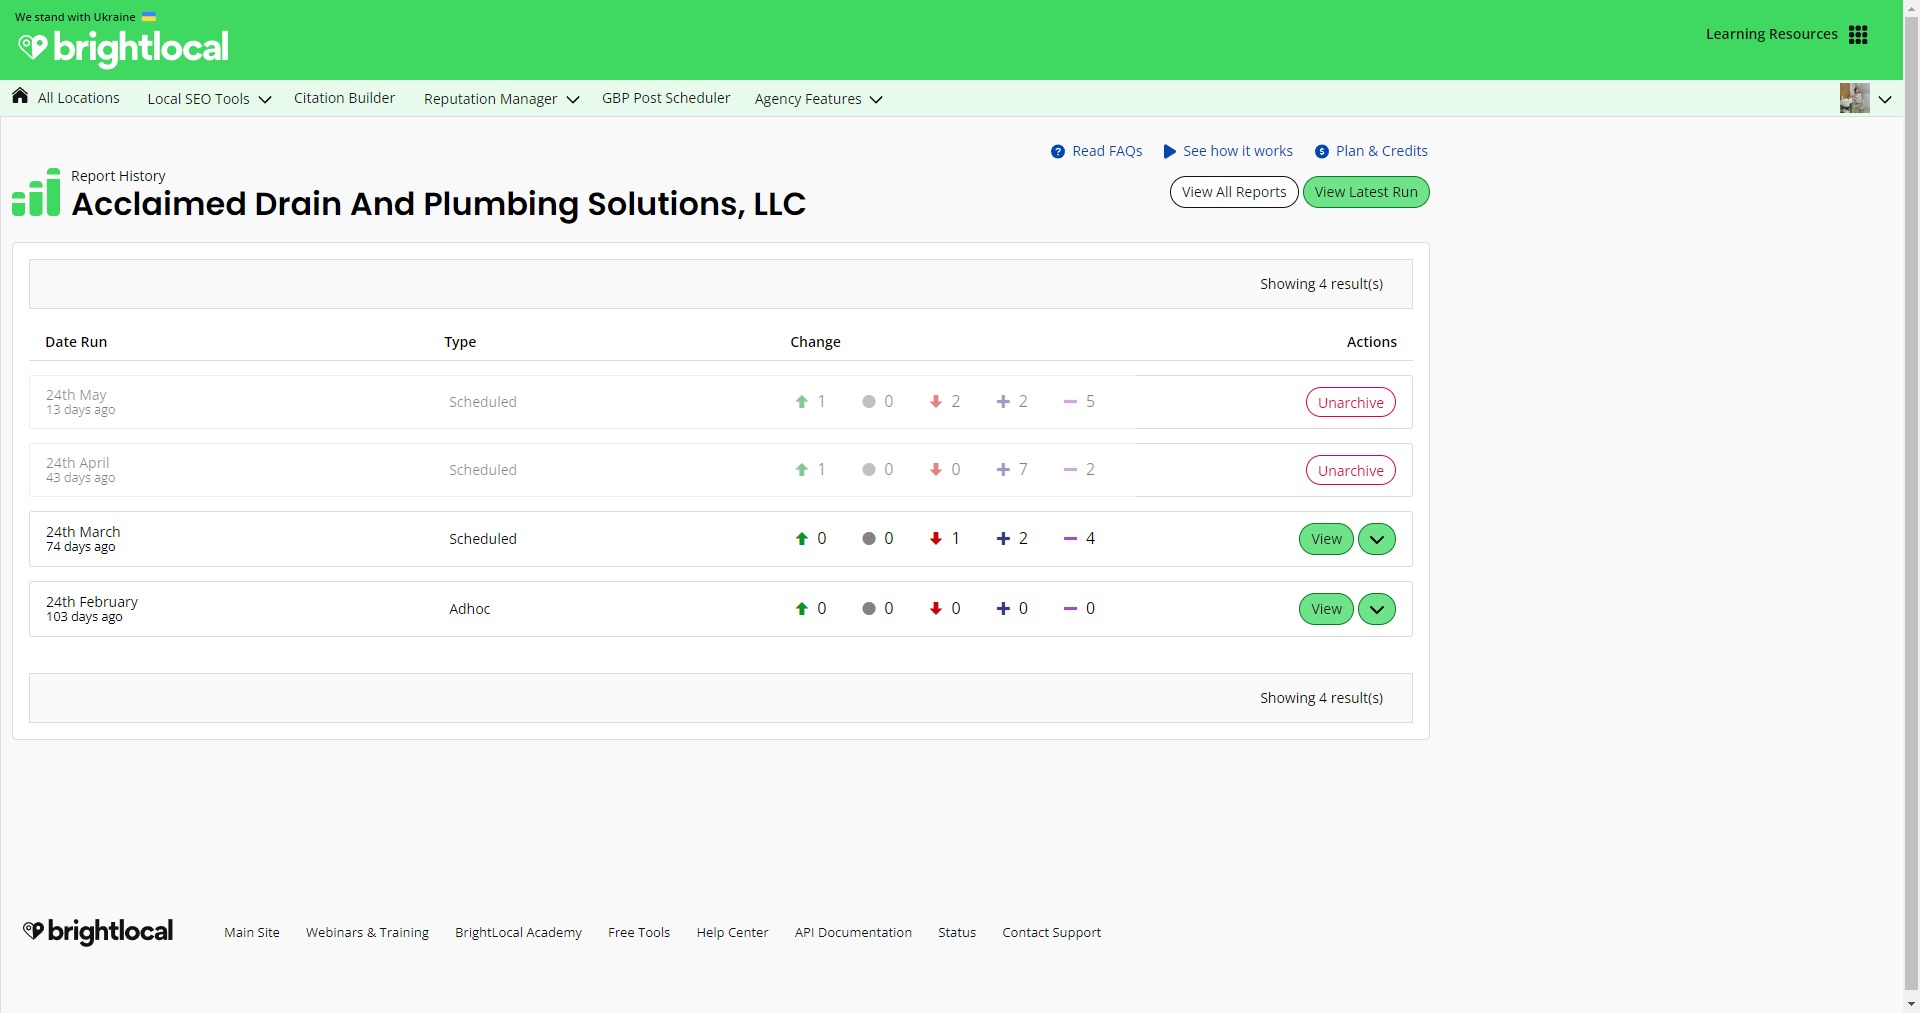 We stand with Ukraine
brightlocal
Learning Resources
All Locations
Local SEO Tools
Citation Builder
Reputation Manager
GBP Post Scheduler
Agency Features
Read FAQs
See how it works
Plan & Credits
Report History
Acclaimed Drain And Plumbing Solutions, LLC
View All Reports
View Latest Run
Showing 4 result(s)
Date Run Type Change Actions
24th May
13 days ago
Scheduled 1 0 2 2 5 Unarchive
24th April
43 days ago
Scheduled 1 0 0 7 2 Unarchive
24th March
74 days ago
Scheduled 0 0 1 2 4 View
24th February
103 days ago
Adhoc 0 0 0 0 0 View
Showing 4 result(s)
brightlocal
Main Site
Webinars & Training
BrightLocal Academy
Free Tools
Help Center
API Documentation
Status
Contact Support